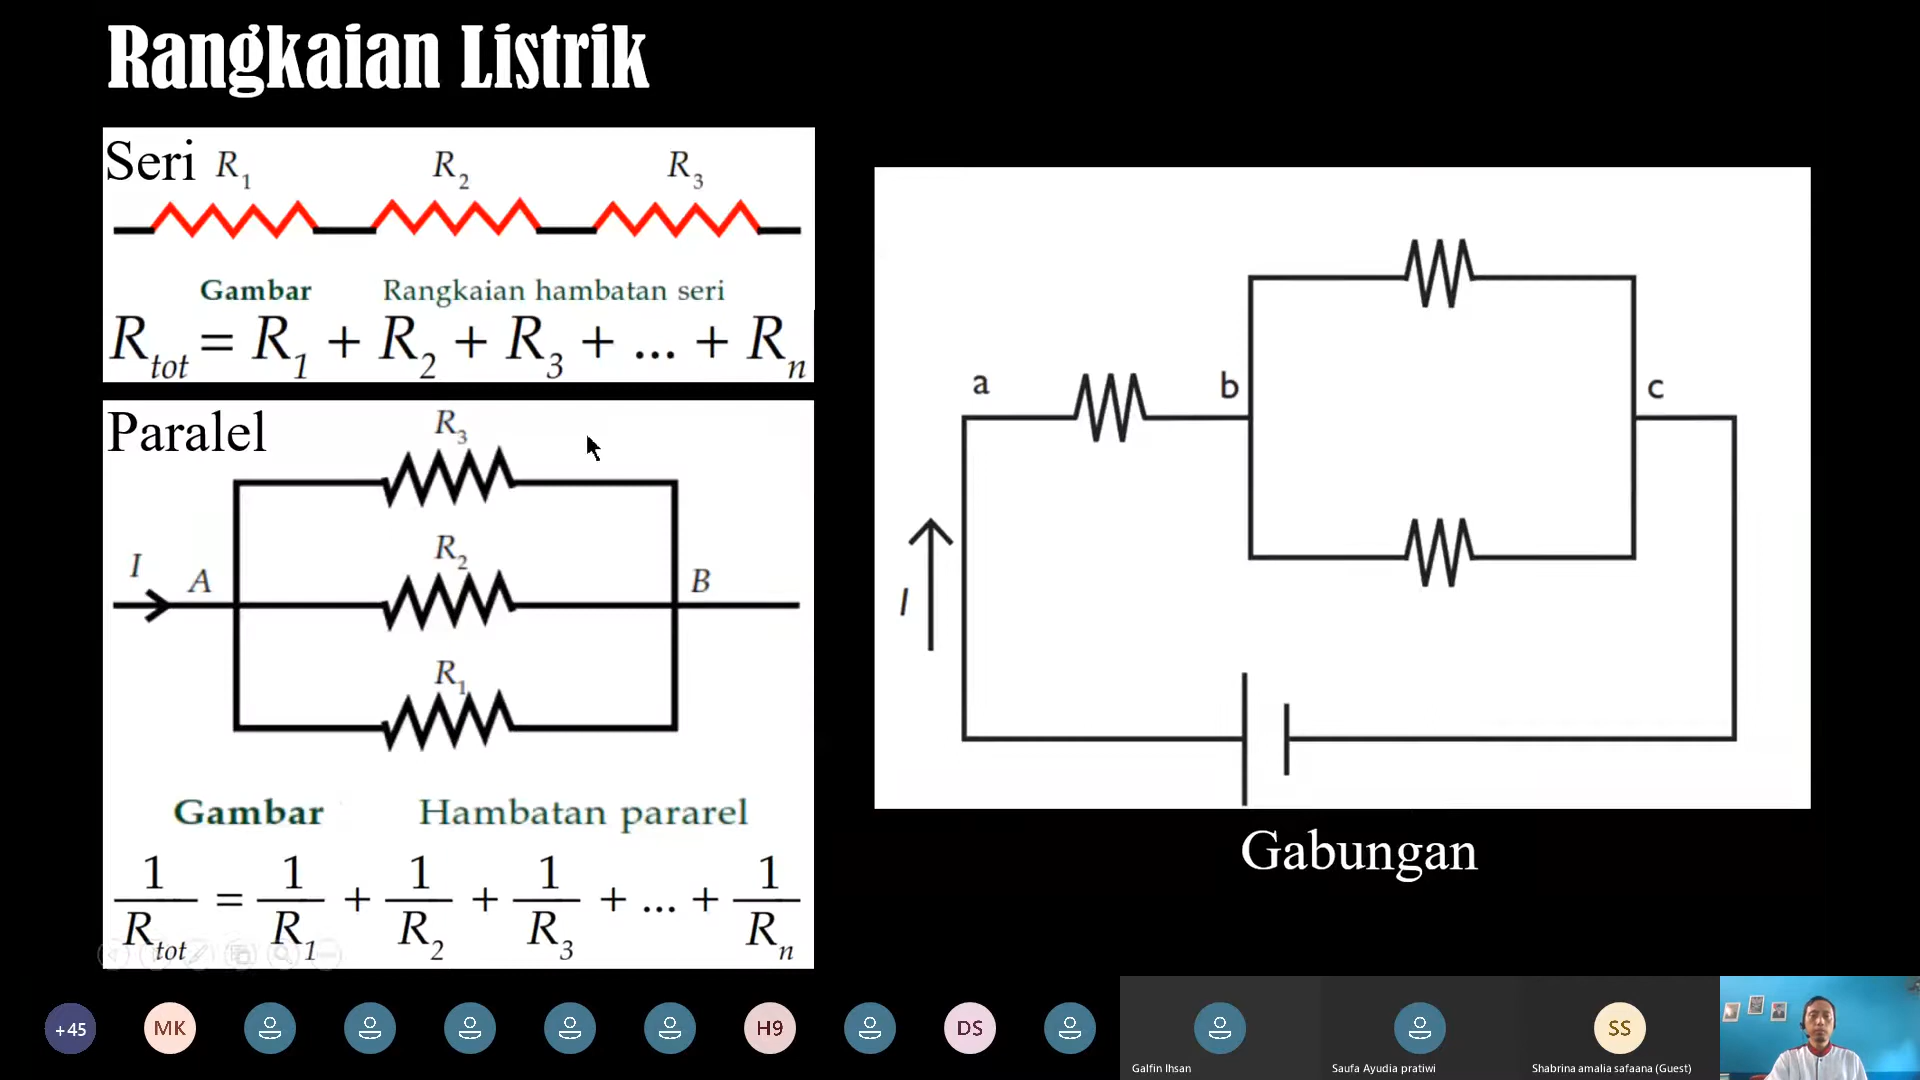 Rangkaian Listrik
Seri R1 R2 R3
Gambar Rangkaian hambatan seri
Rtot = R1 + R2 + R3 + ... + Rn
Paralel
R3
R2
I A B
R1
Gambar Hambatan pararel
1/Rtot = 1/R1 + 1/R2 + 1/R3 + ... + 1/Rn
a b c
I
Gabungan
+45 MK H9 DS SS
Galfin Ihsan Saufa Ayudia pratiwi Shabrina amalia safaana (Guest)